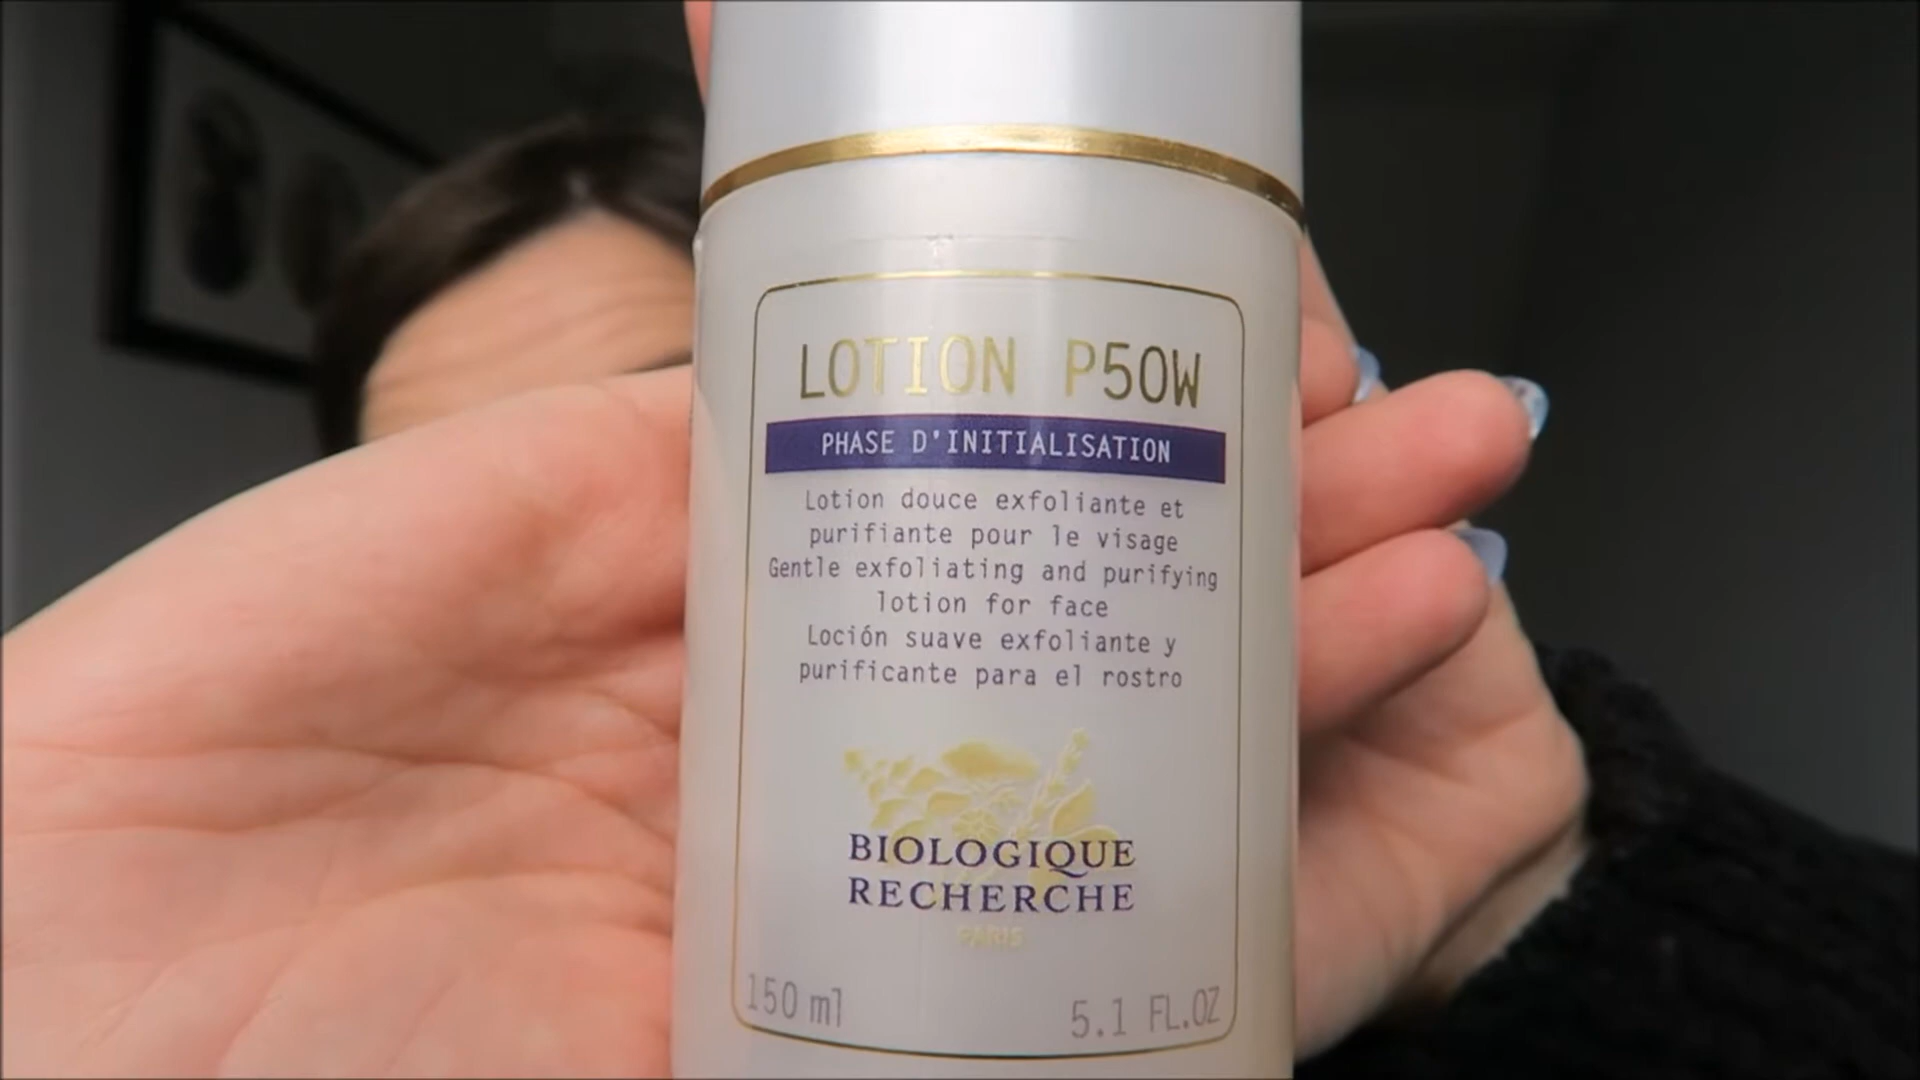 LOTION P50W
PHASE D'INITIALISATION
Lotion douce exfoliante et
purifiante pour le visage
Gentle exfoliating and purifying
lotion for face
Loción suave exfoliante y
purificante para el rostro
BIOLOGIQUE
RECHERCHE
PARIS
150 ml 5.1 FL.OZ